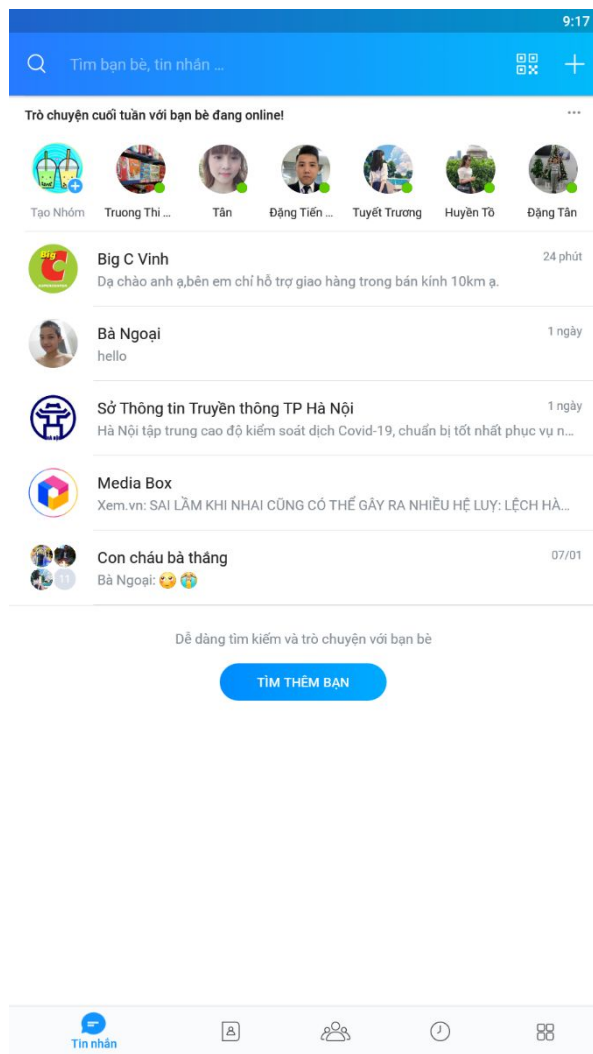 9:17
Tìm bạn bè, tin nhắn ...
Trò chuyện cuối tuần với bạn bè đang online!
Tạo Nhóm Truong Thi ... Tân Đặng Tiến ... Tuyết Trương Huyền Tồ Đặng Tân
Big C Vinh 24 phút
Dạ chào anh ạ,bên em chỉ hỗ trợ giao hàng trong bán kính 10km ạ.
Bà Ngoại 1 ngày
hello
Sở Thông tin Truyền thông TP Hà Nội 1 ngày
Hà Nội tập trung cao độ kiểm soát dịch Covid-19, chuẩn bị tốt nhất phục vụ n...
Media Box
Xem.vn: SAI LẦM KHI NHAI CŨNG CÓ THỂ GÂY RA NHIỀU HỆ LỤY: LỆCH HÀ...
Con cháu bà thắng 07/01
11
Bà Ngoại: 🙄 😭
Dễ dàng tìm kiếm và trò chuyện với bạn bè
TÌM THÊM BẠN
Tin nhắn